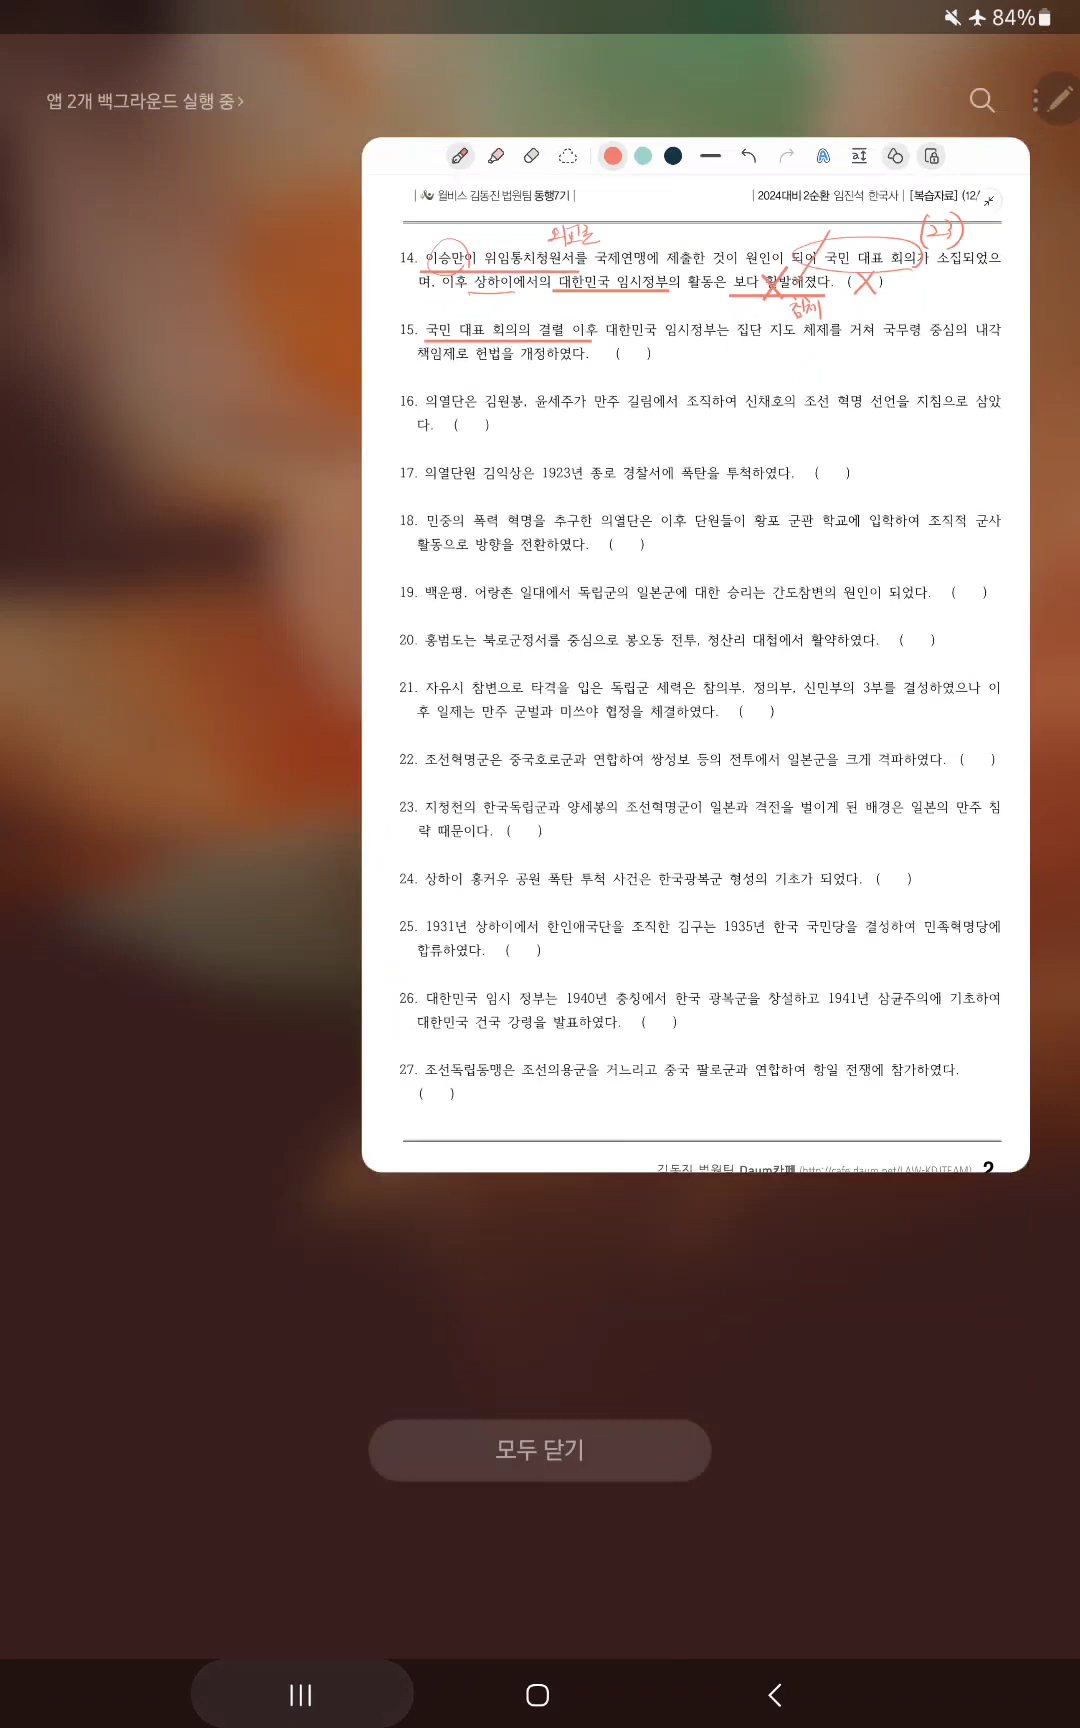 84%
앱 2개 백그라운드 실행 중 >
| 윌비스 김동진 법원팀 동행7기 |
| 2024대비 2순환 임진석 한국사 | [복습자료] (12/
외교론
(23)
14. 이승만이 위임통치청원서를 국제연맹에 제출한 것이 원인이 되어 국민 대표 회의가 소집되었으
며, 이후 상하이에서의 대한민국 임시정부의 활동은 보다 활발해졌다. ( X )
침체
15. 국민 대표 회의의 결렬 이후 대한민국 임시정부는 집단 지도 체제를 거쳐 국무령 중심의 내각
책임제로 헌법을 개정하였다. ( )
16. 의열단은 김원봉, 윤세주가 만주 길림에서 조직하여 신채호의 조선 혁명 선언을 지침으로 삼았
다. ( )
17. 의열단원 김익상은 1923년 종로 경찰서에 폭탄을 투척하였다. ( )
18. 민중의 폭력 혁명을 추구한 의열단은 이후 단원들이 황포 군관 학교에 입학하여 조직적 군사
활동으로 방향을 전환하였다. ( )
19. 백운평, 어랑촌 일대에서 독립군의 일본군에 대한 승리는 간도참변의 원인이 되었다. ( )
20. 홍범도는 북로군정서를 중심으로 봉오동 전투, 청산리 대첩에서 활약하였다. ( )
21. 자유시 참변으로 타격을 입은 독립군 세력은 참의부, 정의부, 신민부의 3부를 결성하였으나 이
후 일제는 만주 군벌과 미쓰야 협정을 체결하였다. ( )
22. 조선혁명군은 중국호로군과 연합하여 쌍성보 등의 전투에서 일본군을 크게 격파하였다. ( )
23. 지청천의 한국독립군과 양세봉의 조선혁명군이 일본과 격전을 벌이게 된 배경은 일본의 만주 침
략 때문이다. ( )
24. 상하이 훙커우 공원 폭탄 투척 사건은 한국광복군 형성의 기초가 되었다. ( )
25. 1931년 상하이에서 한인애국단을 조직한 김구는 1935년 한국 국민당을 결성하여 민족혁명당에
합류하였다. ( )
26. 대한민국 임시 정부는 1940년 충칭에서 한국 광복군을 창설하고 1941년 삼균주의에 기초하여
대한민국 건국 강령을 발표하였다. ( )
27. 조선독립동맹은 조선의용군을 거느리고 중국 팔로군과 연합하여 항일 전쟁에 참가하였다.
( )
김동진 법원팀 Daum카페 (http://cafe.daum.net/LAW-KDJTEAM) 2
모두 닫기